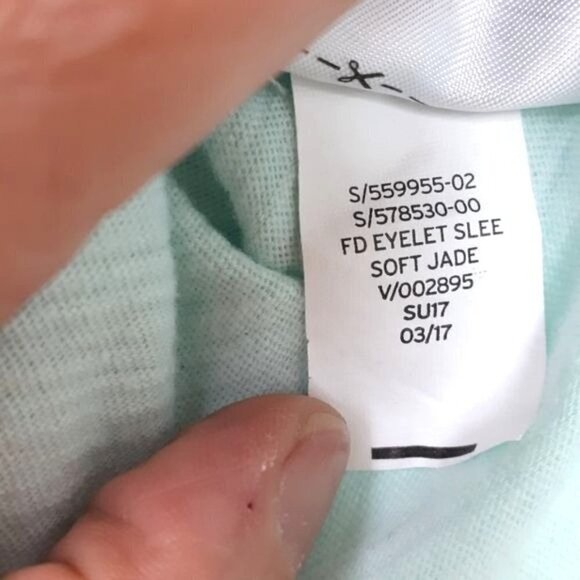 S/559955-02
S/578530-00
FD EYELET SLEE
SOFT JADE
V/002895
SU17
03/17